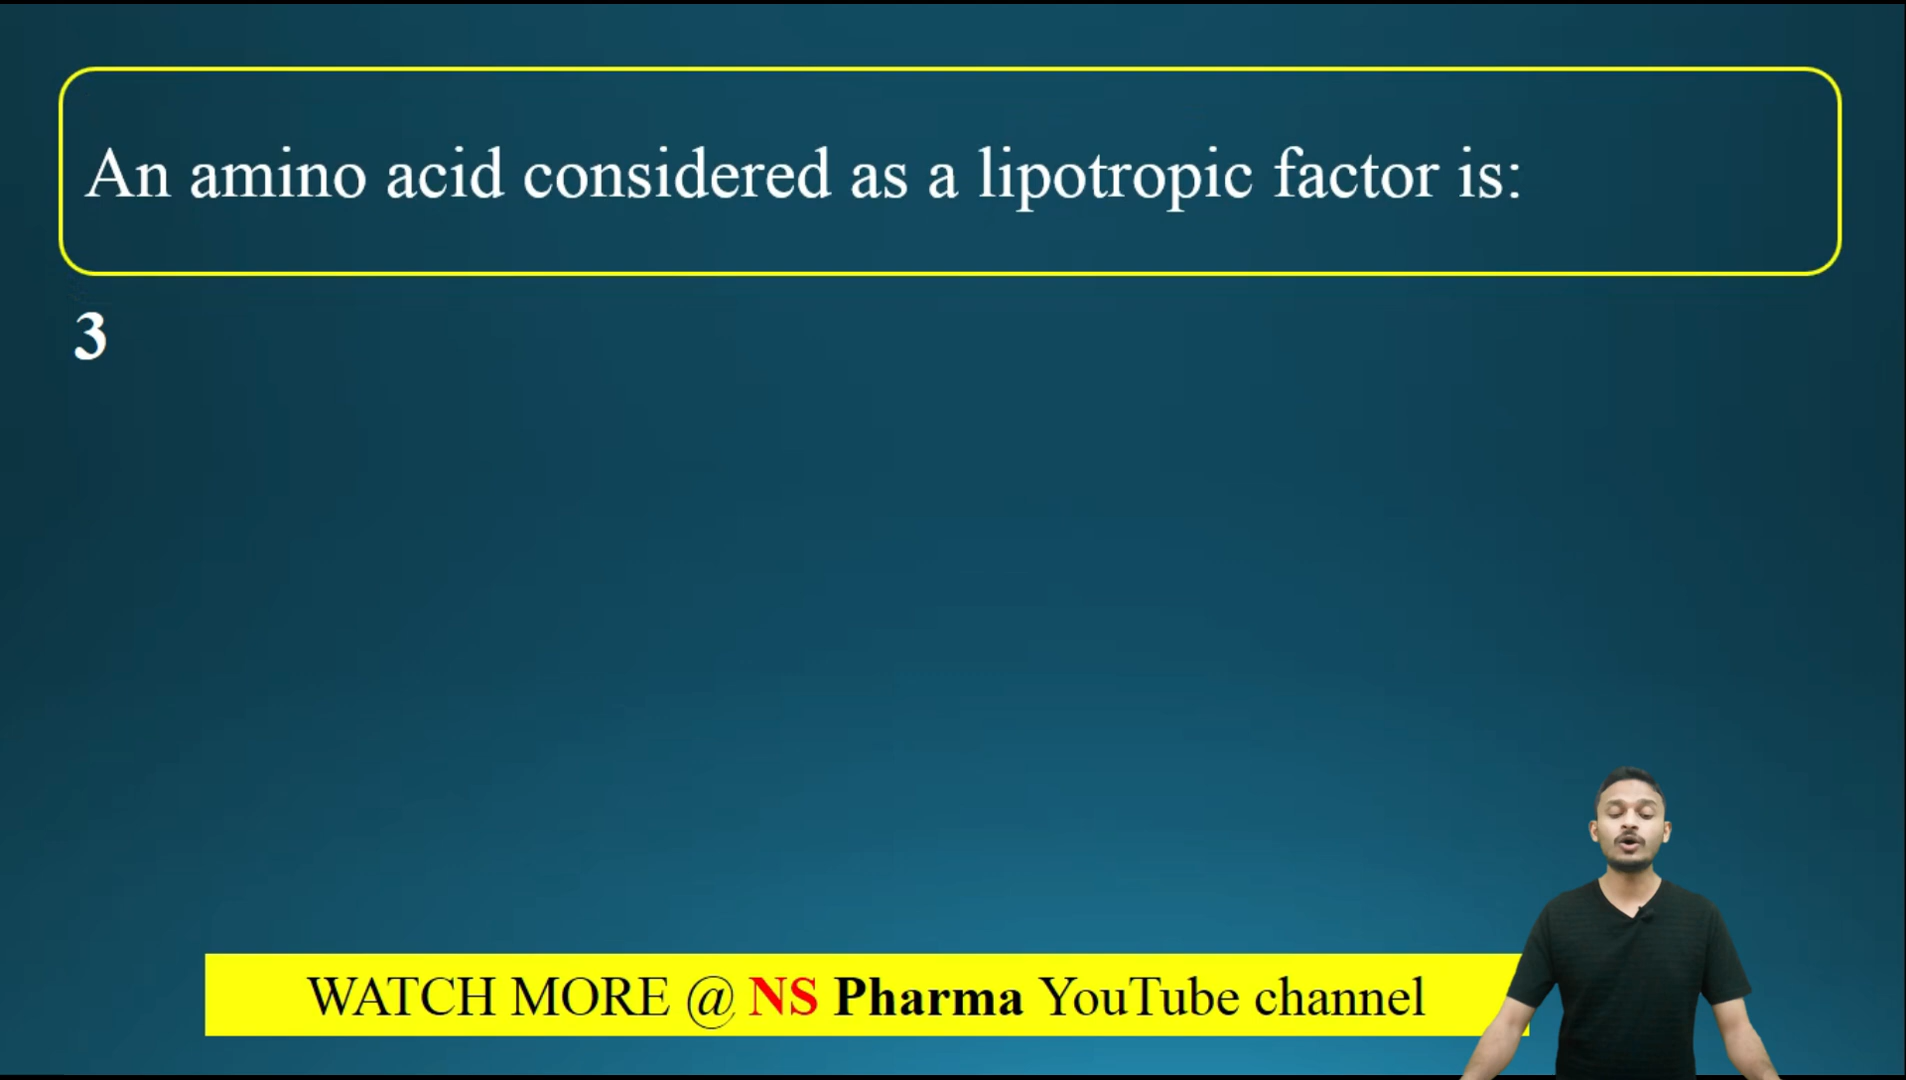 An amino acid considered as a lipotropic factor is:
3
WATCH MORE @ NS Pharma YouTube channel